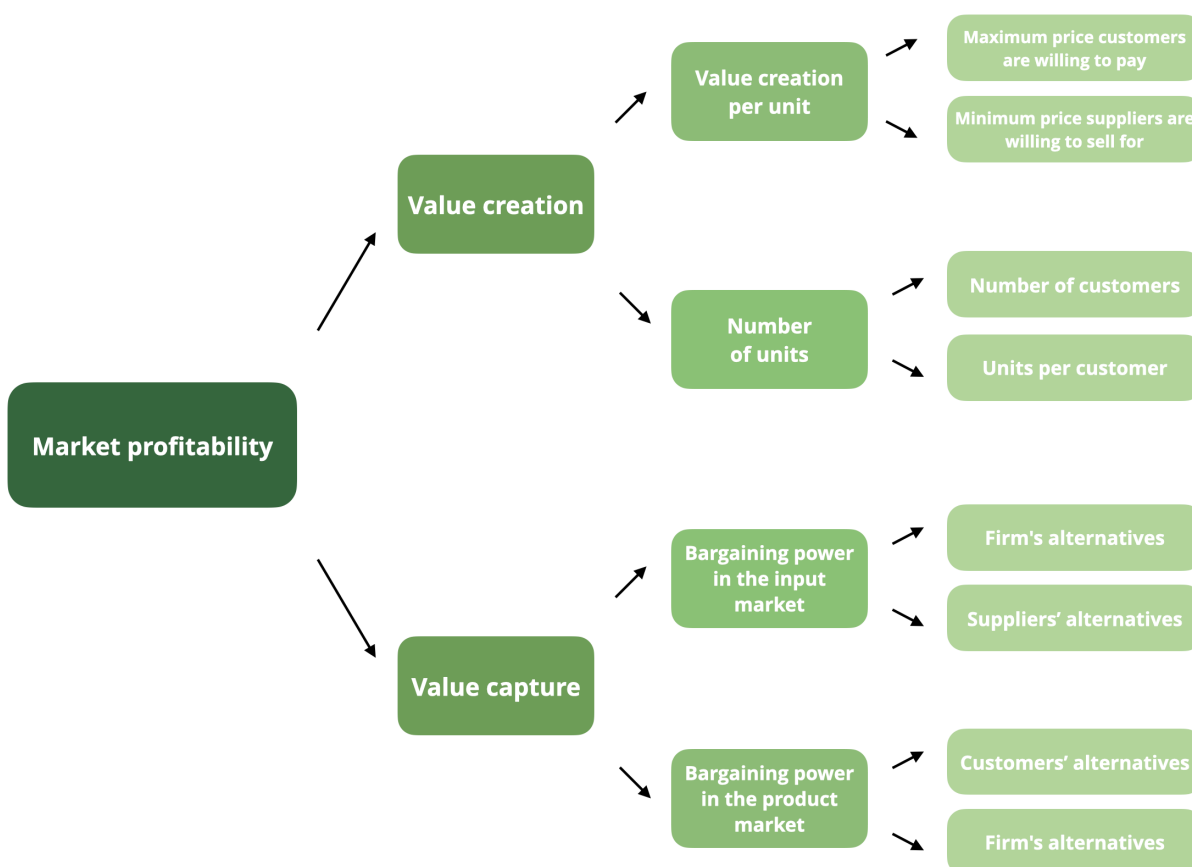 Maximum price customers
are willing to pay
Value creation
per unit
Minimum price suppliers are
willing to sell for
Value creation
Number of customers
Number
of units
Units per customer
Market profitability
Firm's alternatives
Bargaining power
in the input
market
Suppliers’ alternatives
Value capture
Customers’ alternatives
Bargaining power
in the product
market
Firm's alternatives